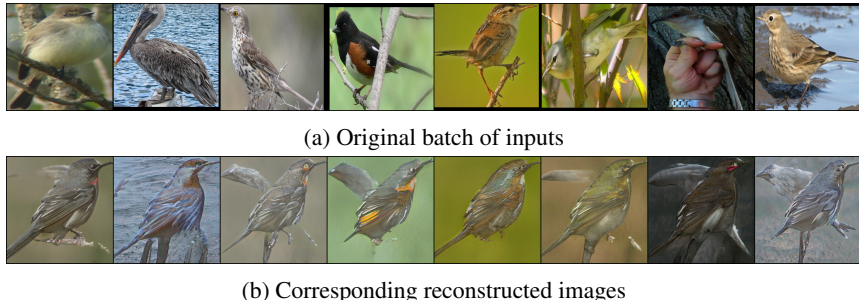 (a) Original batch of inputs
(b) Corresponding reconstructed images